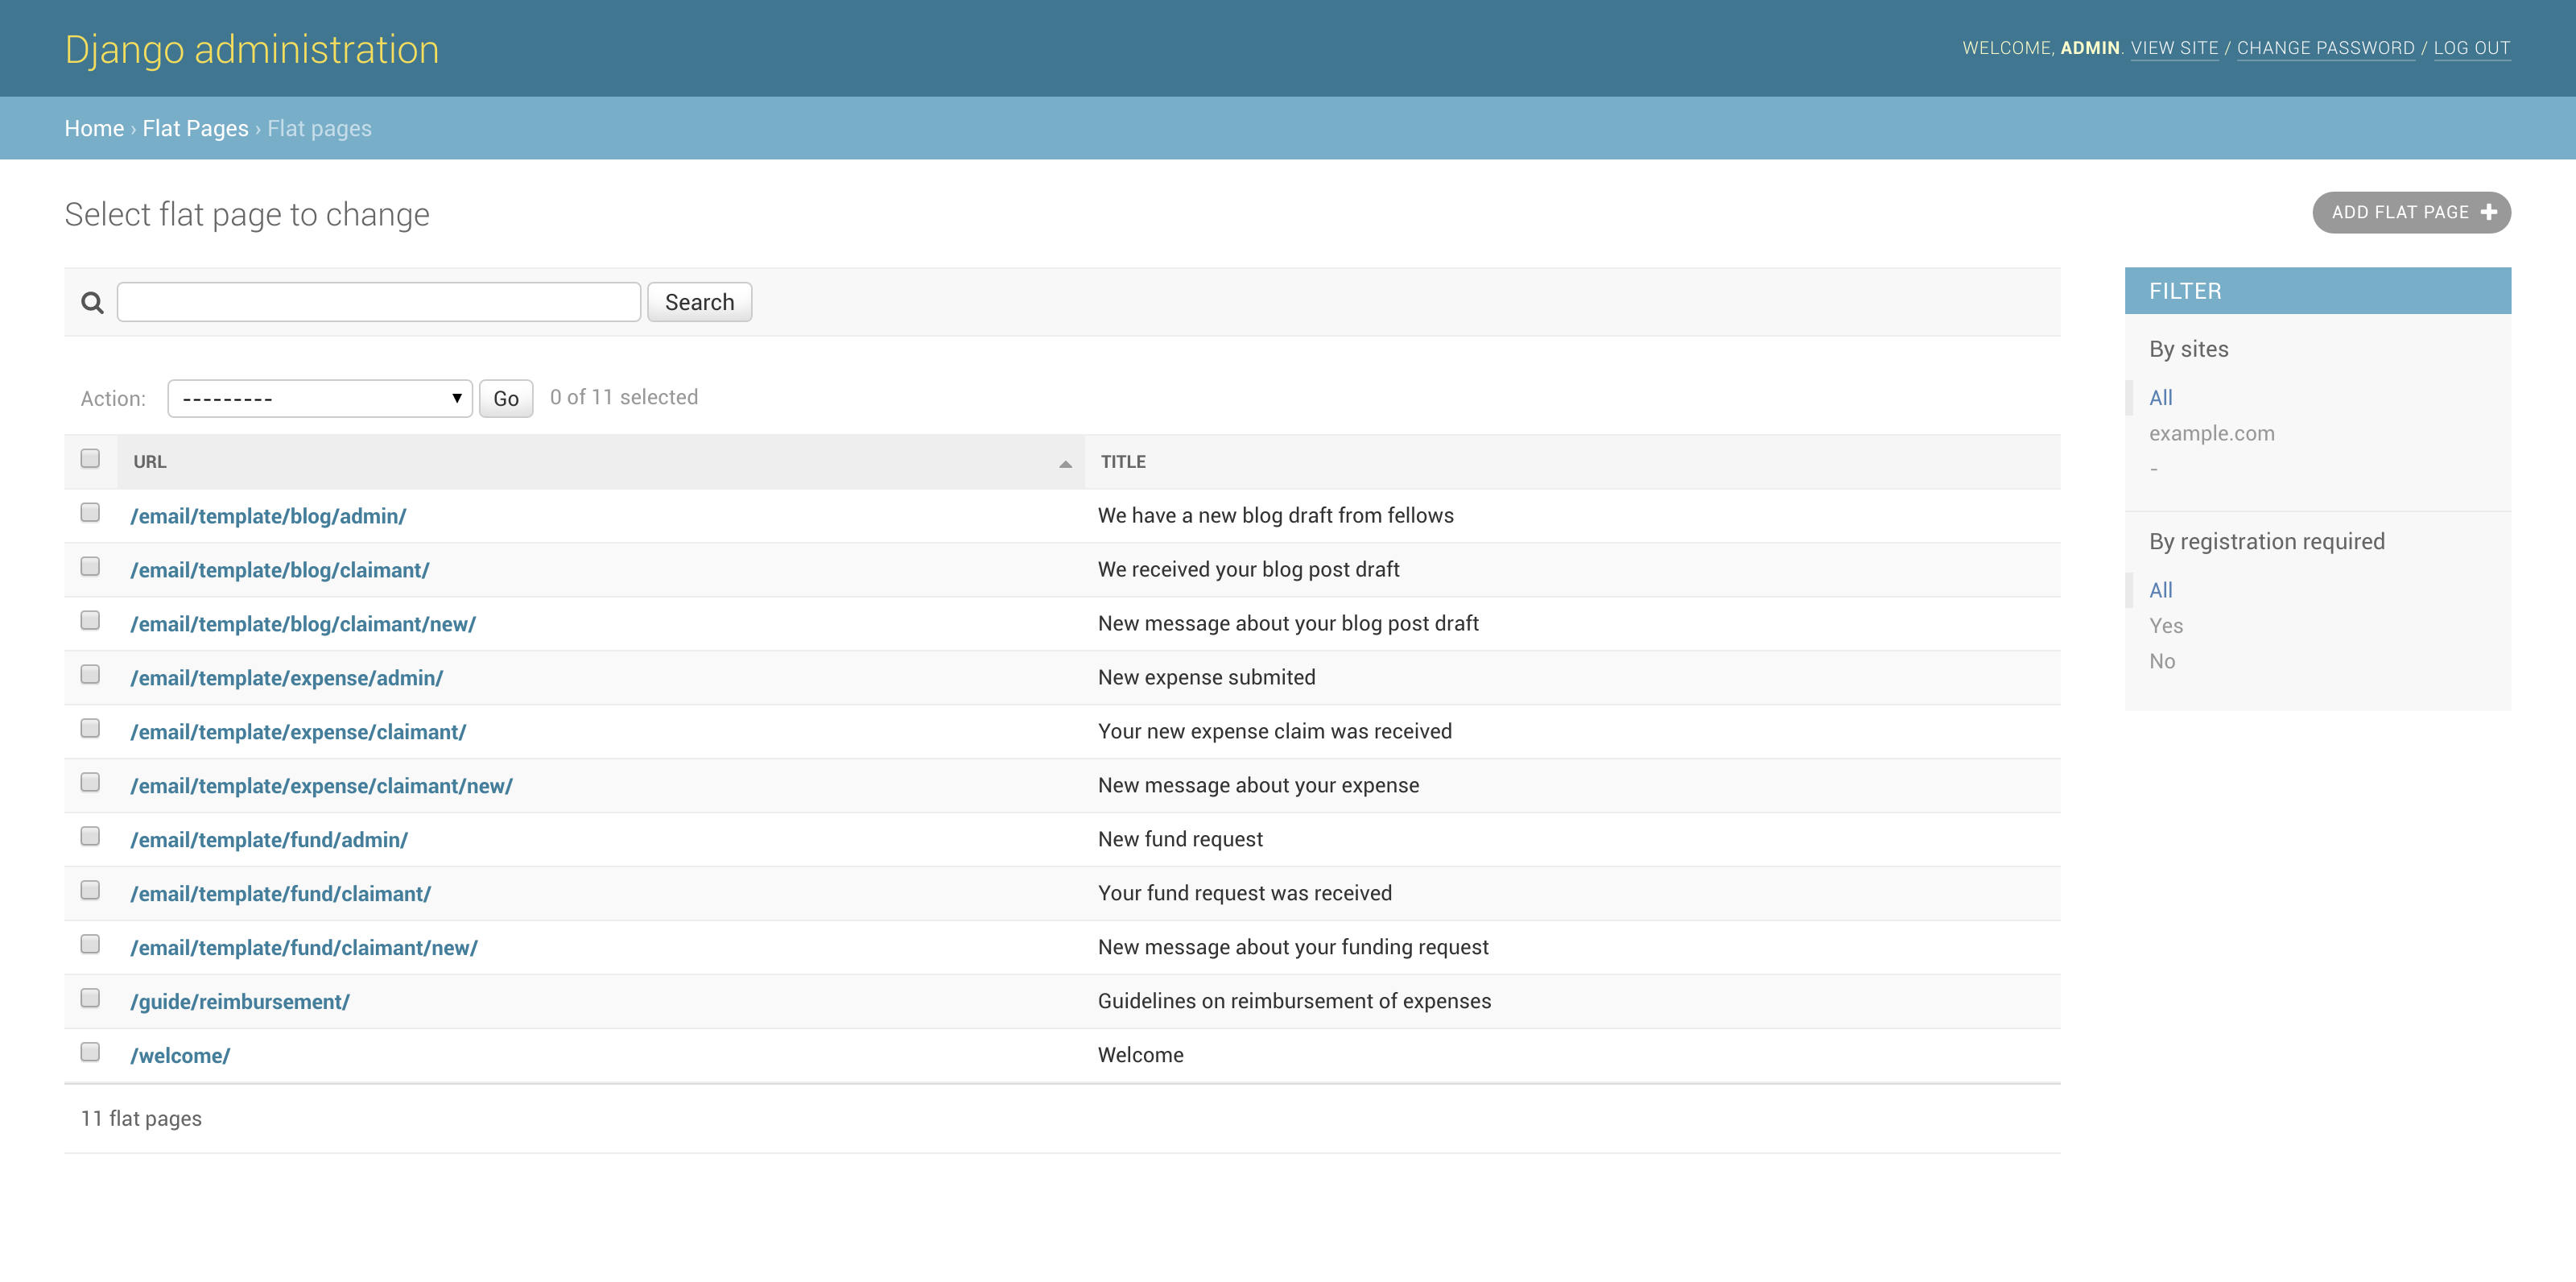 Django administration
WELCOME, ADMIN. VIEW SITE / CHANGE PASSWORD / LOG OUT
Home › Flat Pages › Flat pages
Select flat page to change
ADD FLAT PAGE
Search
Action: --------- Go 0 of 11 selected
URL TITLE
/email/template/blog/admin/ We have a new blog draft from fellows
/email/template/blog/claimant/ We received your blog post draft
/email/template/blog/claimant/new/ New message about your blog post draft
/email/template/expense/admin/ New expense submited
/email/template/expense/claimant/ Your new expense claim was received
/email/template/expense/claimant/new/ New message about your expense
/email/template/fund/admin/ New fund request
/email/template/fund/claimant/ Your fund request was received
/email/template/fund/claimant/new/ New message about your funding request
/guide/reimbursement/ Guidelines on reimbursement of expenses
/welcome/ Welcome
11 flat pages
FILTER
By sites
All
example.com
-
By registration required
All
Yes
No